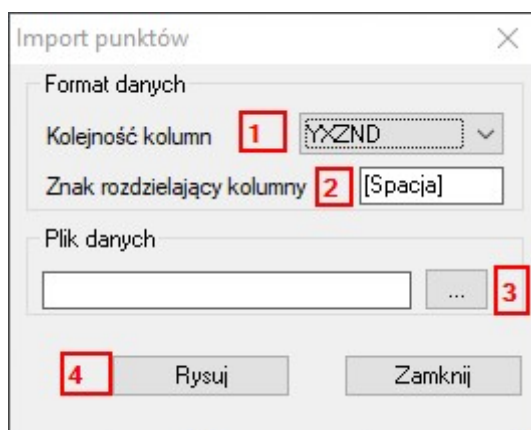 Import punktów
Format danych
Kolejność kolumn 1 YXZND
Znak rozdzielający kolumny 2 [Spacja]
Plik danych
... 3
4 Rysuj Zamknij